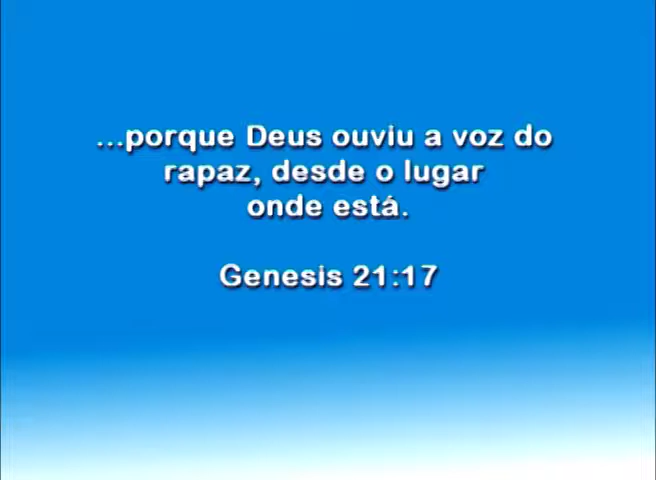 ...porque Deus ouviu a voz do
rapaz, desde o lugar
onde está.
Genesis 21:17